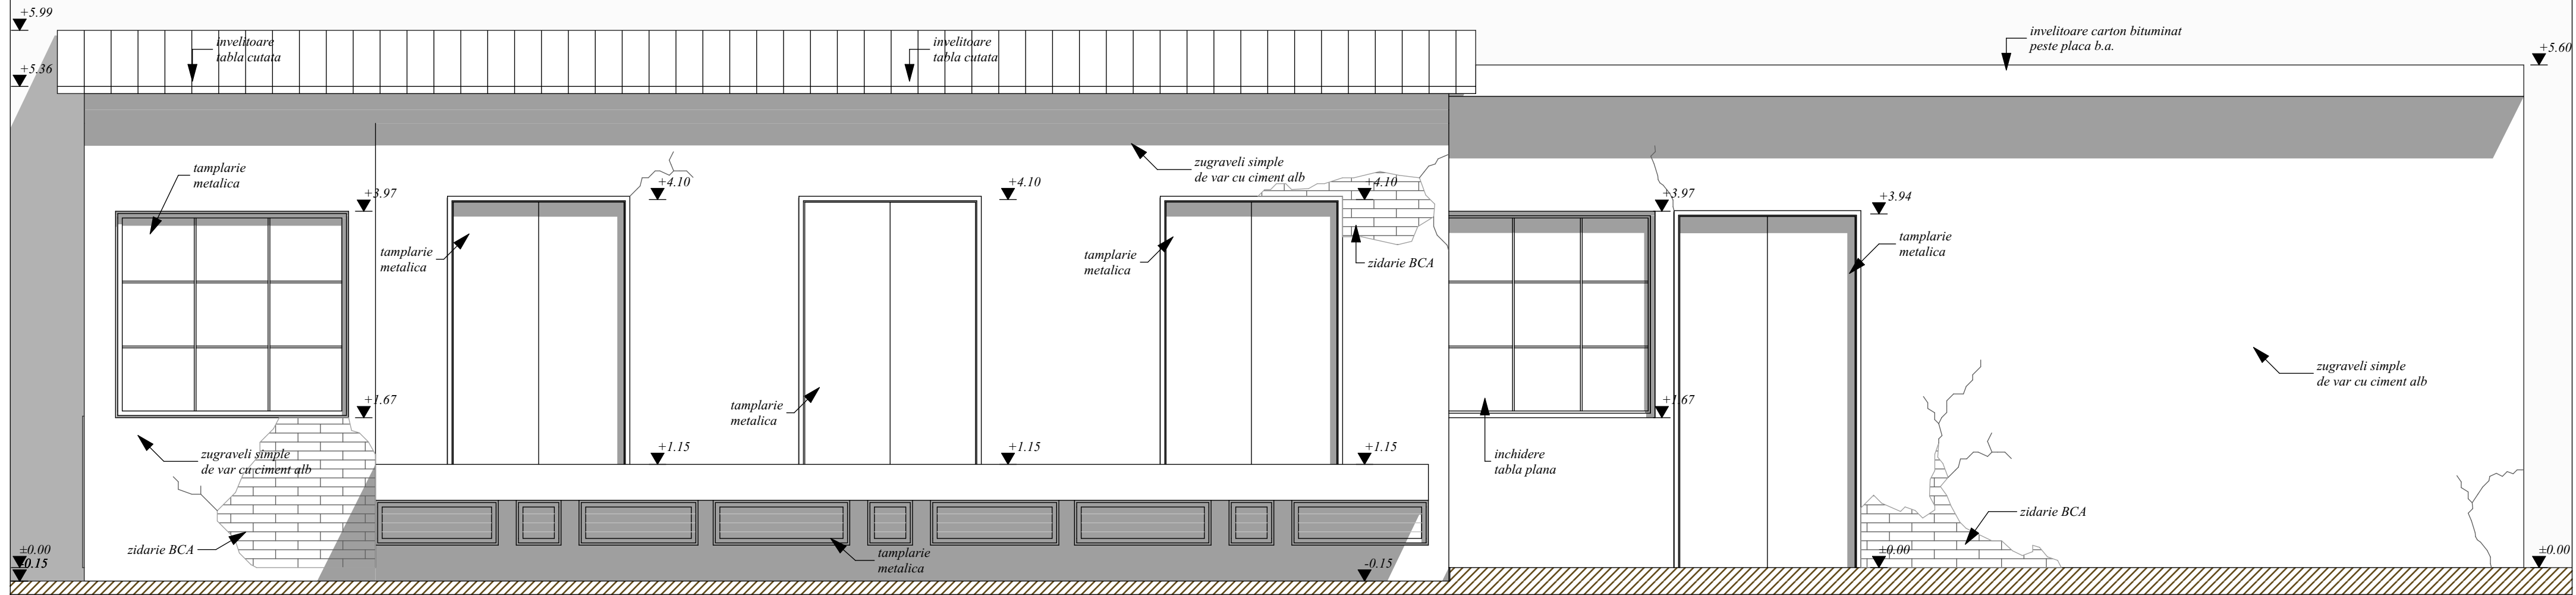 +5.99
invelitoare
tabla cutata
invelitoare
tabla cutata
invelitoare carton bituminat
peste placa b.a.
+5.60
+5.36
tamplarie
metalica
zugraveli simple
de var cu ciment alb
+3.97
+4.10
+4.10
+4.10
+3.97
+3.94
tamplarie
metalica
tamplarie
metalica
zidarie BCA
tamplarie
metalica
+1.67
tamplarie
metalica
+1.67
zugraveli simple
de var cu ciment alb
zugraveli simple
de var cu ciment alb
+1.15
+1.15
+1.15
inchidere
tabla plana
zidarie BCA
zidarie BCA
±0.00
-0.15
tamplarie
metalica
-0.15
±0.00
±0.00